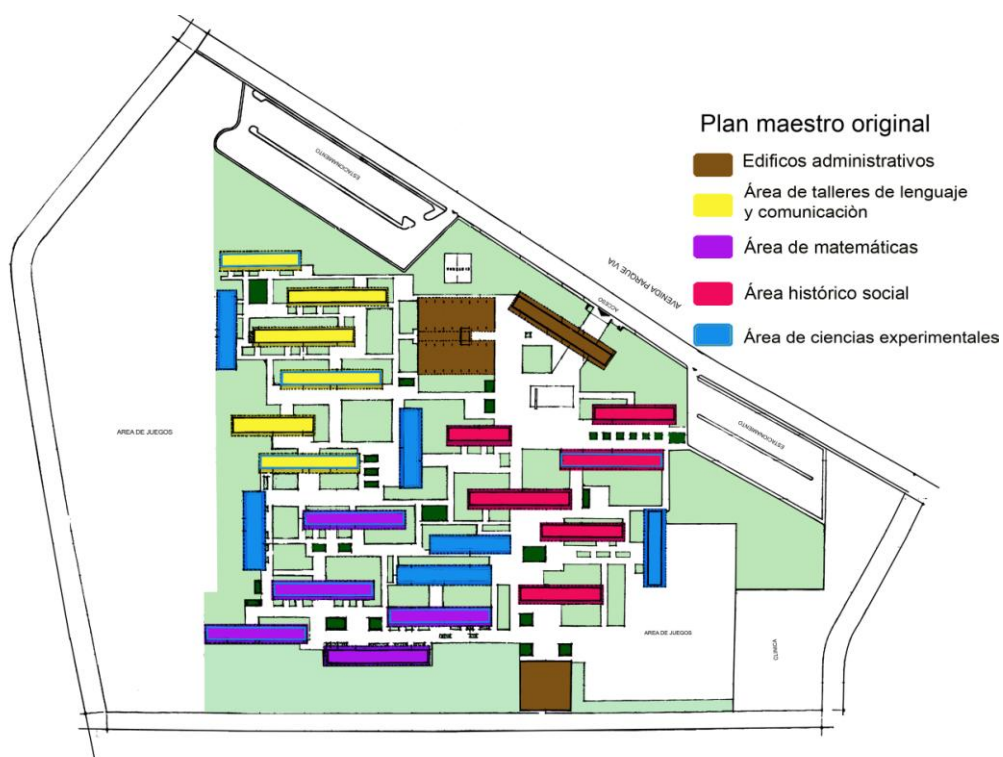 Plan maestro original
Edificos administrativos
Área de talleres de lenguaje
y comunicaciòn
Área de matemáticas
Área histórico social
Área de ciencias experimentales
ESTACIONAMIENTO
AVENIDA PARQUE VIA
ACCESO
ESTACIONAMIENTO
AREA DE JUEGOS
AREA DE JUEGOS
CLINICA